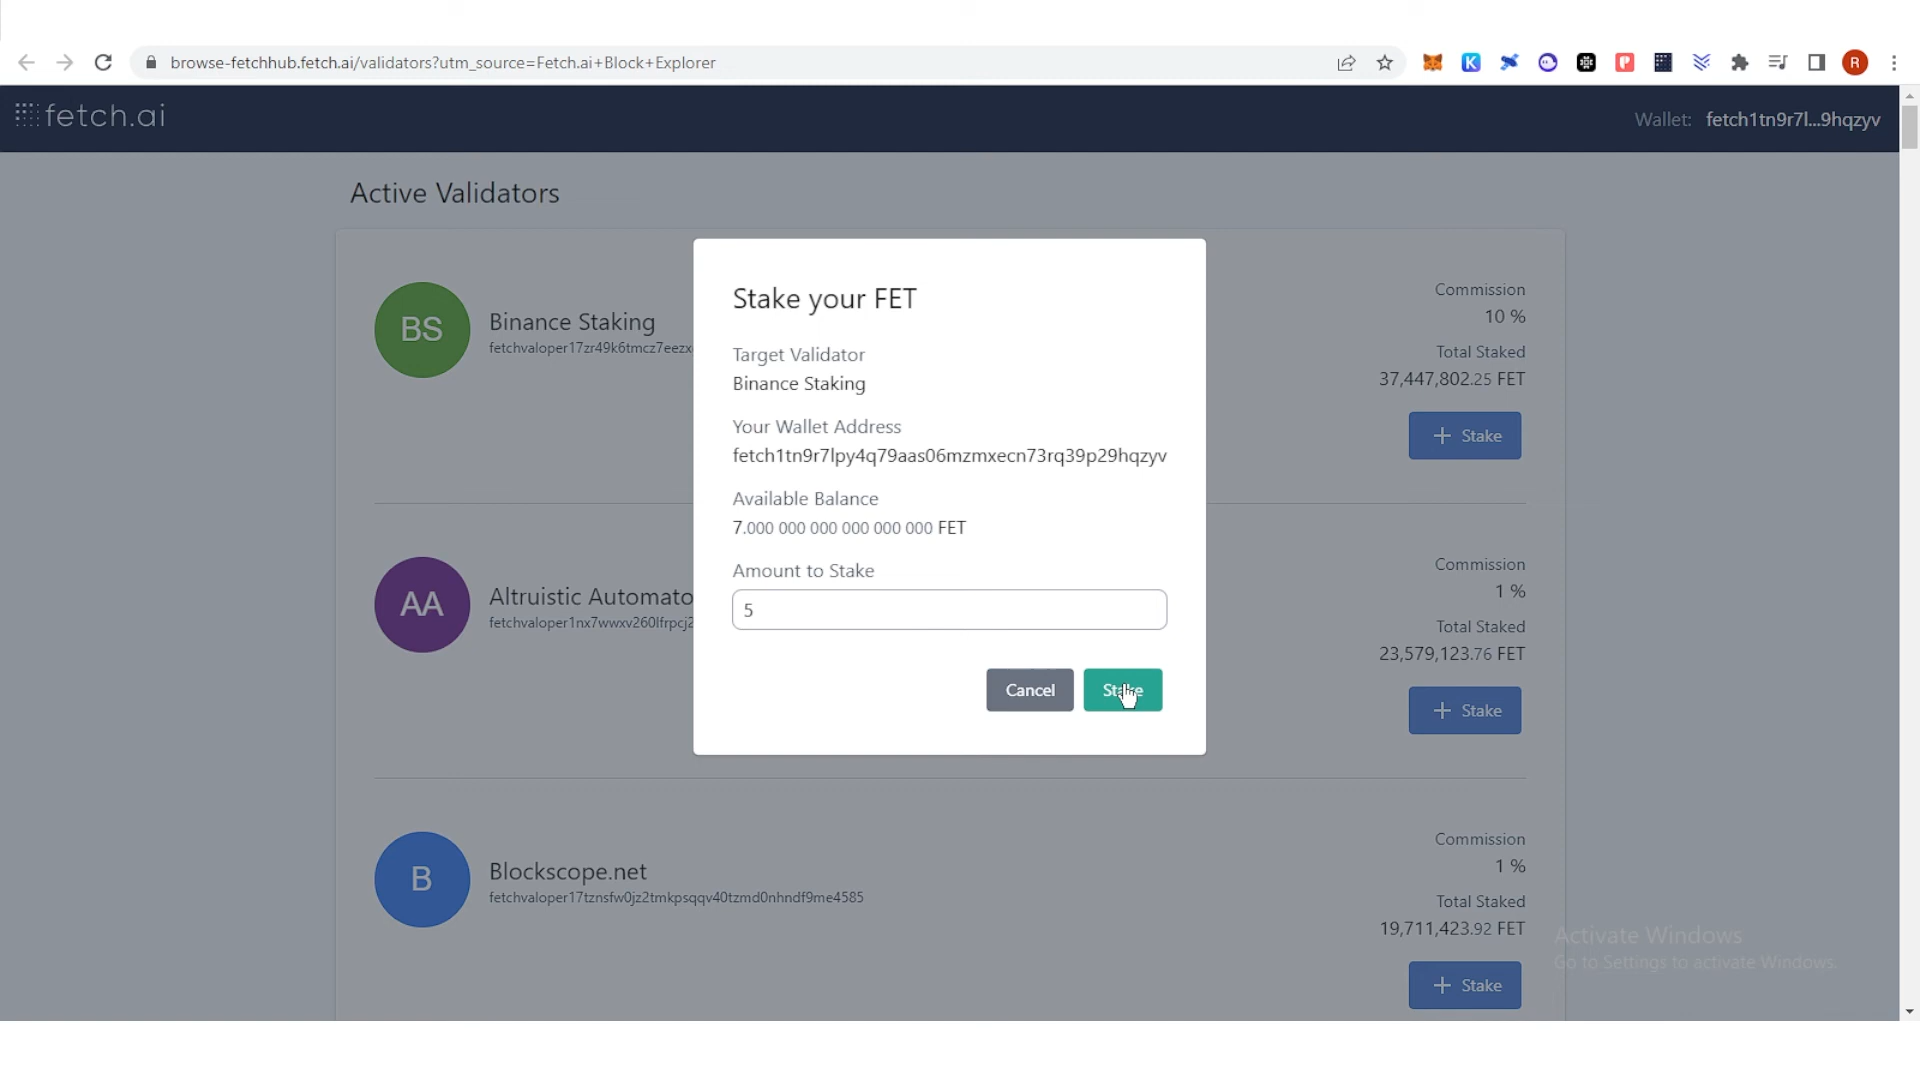 browse-fetchhub.fetch.ai/validators?utm_source=Fetch.ai+Block+Explorer
K
P
R
fetch.ai
Wallet: fetch1tn9r7l...9hqzyv
Active Validators
BS
Binance Staking
fetchvaloper17zr49k6tmcz7eezx
Commission
10 %
Total Staked
37,447,802.25 FET
+ Stake
AA
Altruistic Automato
fetchvaloper1nx7wwxv260lfrpcj2
Commission
1 %
Total Staked
23,579,123.76 FET
+ Stake
B
Blockscope.net
fetchvaloper17tznsfw0jz2tmkpsqqv40tzmd0nhndf9me4585
Commission
1 %
Total Staked
19,711,423.92 FET
+ Stake
Stake your FET
Target Validator
Binance Staking
Your Wallet Address
fetch1tn9r7lpy4q79aas06mzmxecn73rq39p29hqzyv
Available Balance
7.000 000 000 000 000 000 FET
Amount to Stake
5
Cancel
Stake
Activate Windows
Go to Settings to activate Windows.